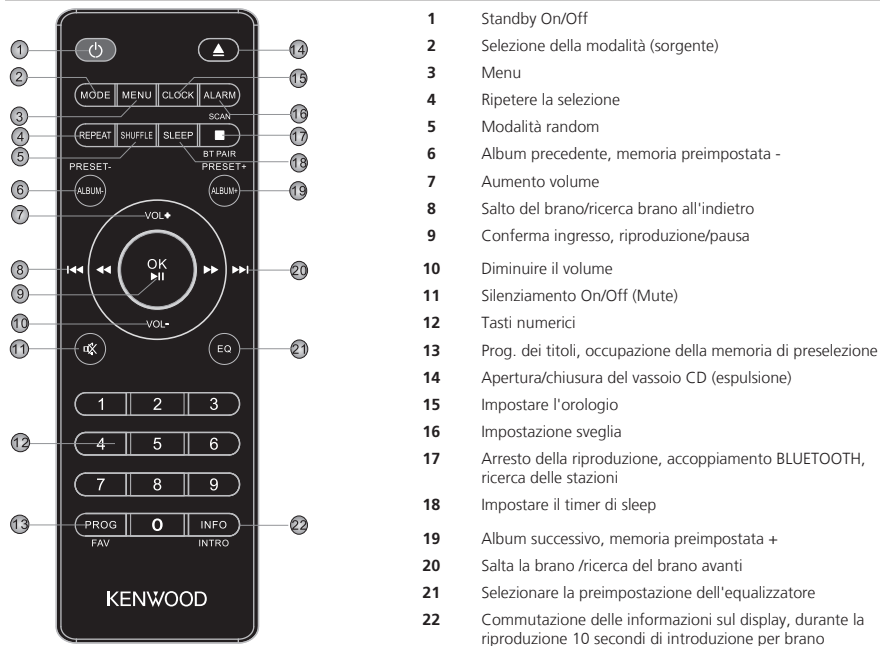 1 Standby On/Off
2 Selezione della modalità (sorgente)
3 Menu
4 Ripetere la selezione
5 Modalità random
6 Album precedente, memoria preimpostata -
7 Aumento volume
8 Salto del brano/ricerca brano all'indietro
9 Conferma ingresso, riproduzione/pausa
10 Diminuire il volume
11 Silenziamento On/Off (Mute)
12 Tasti numerici
13 Prog. dei titoli, occupazione della memoria di preselezione
14 Apertura/chiusura del vassoio CD (espulsione)
15 Impostare l'orologio
16 Impostazione sveglia
17 Arresto della riproduzione, accoppiamento BLUETOOTH,
ricerca delle stazioni
18 Impostare il timer di sleep
19 Album successivo, memoria preimpostata +
20 Salta la brano /ricerca del brano avanti
21 Selezionare la preimpostazione dell'equalizzatore
22 Commutazione delle informazioni sul display, durante la
riproduzione 10 secondi di introduzione per brano
1 14
2 15
MODE MENU CLOCK ALARM
3 16
SCAN
4 REPEAT SHUFFLE SLEEP 17
5 18
BT PAIR
PRESET- PRESET+
6 ALBUM- ALBUM+ 19
7 VOL+
8 OK 20
9
10 VOL-
11 EQ 21
1 2 3
12 4 5 6
7 8 9
13 PROG 0 INFO 22
FAV INTRO
KENWOOD